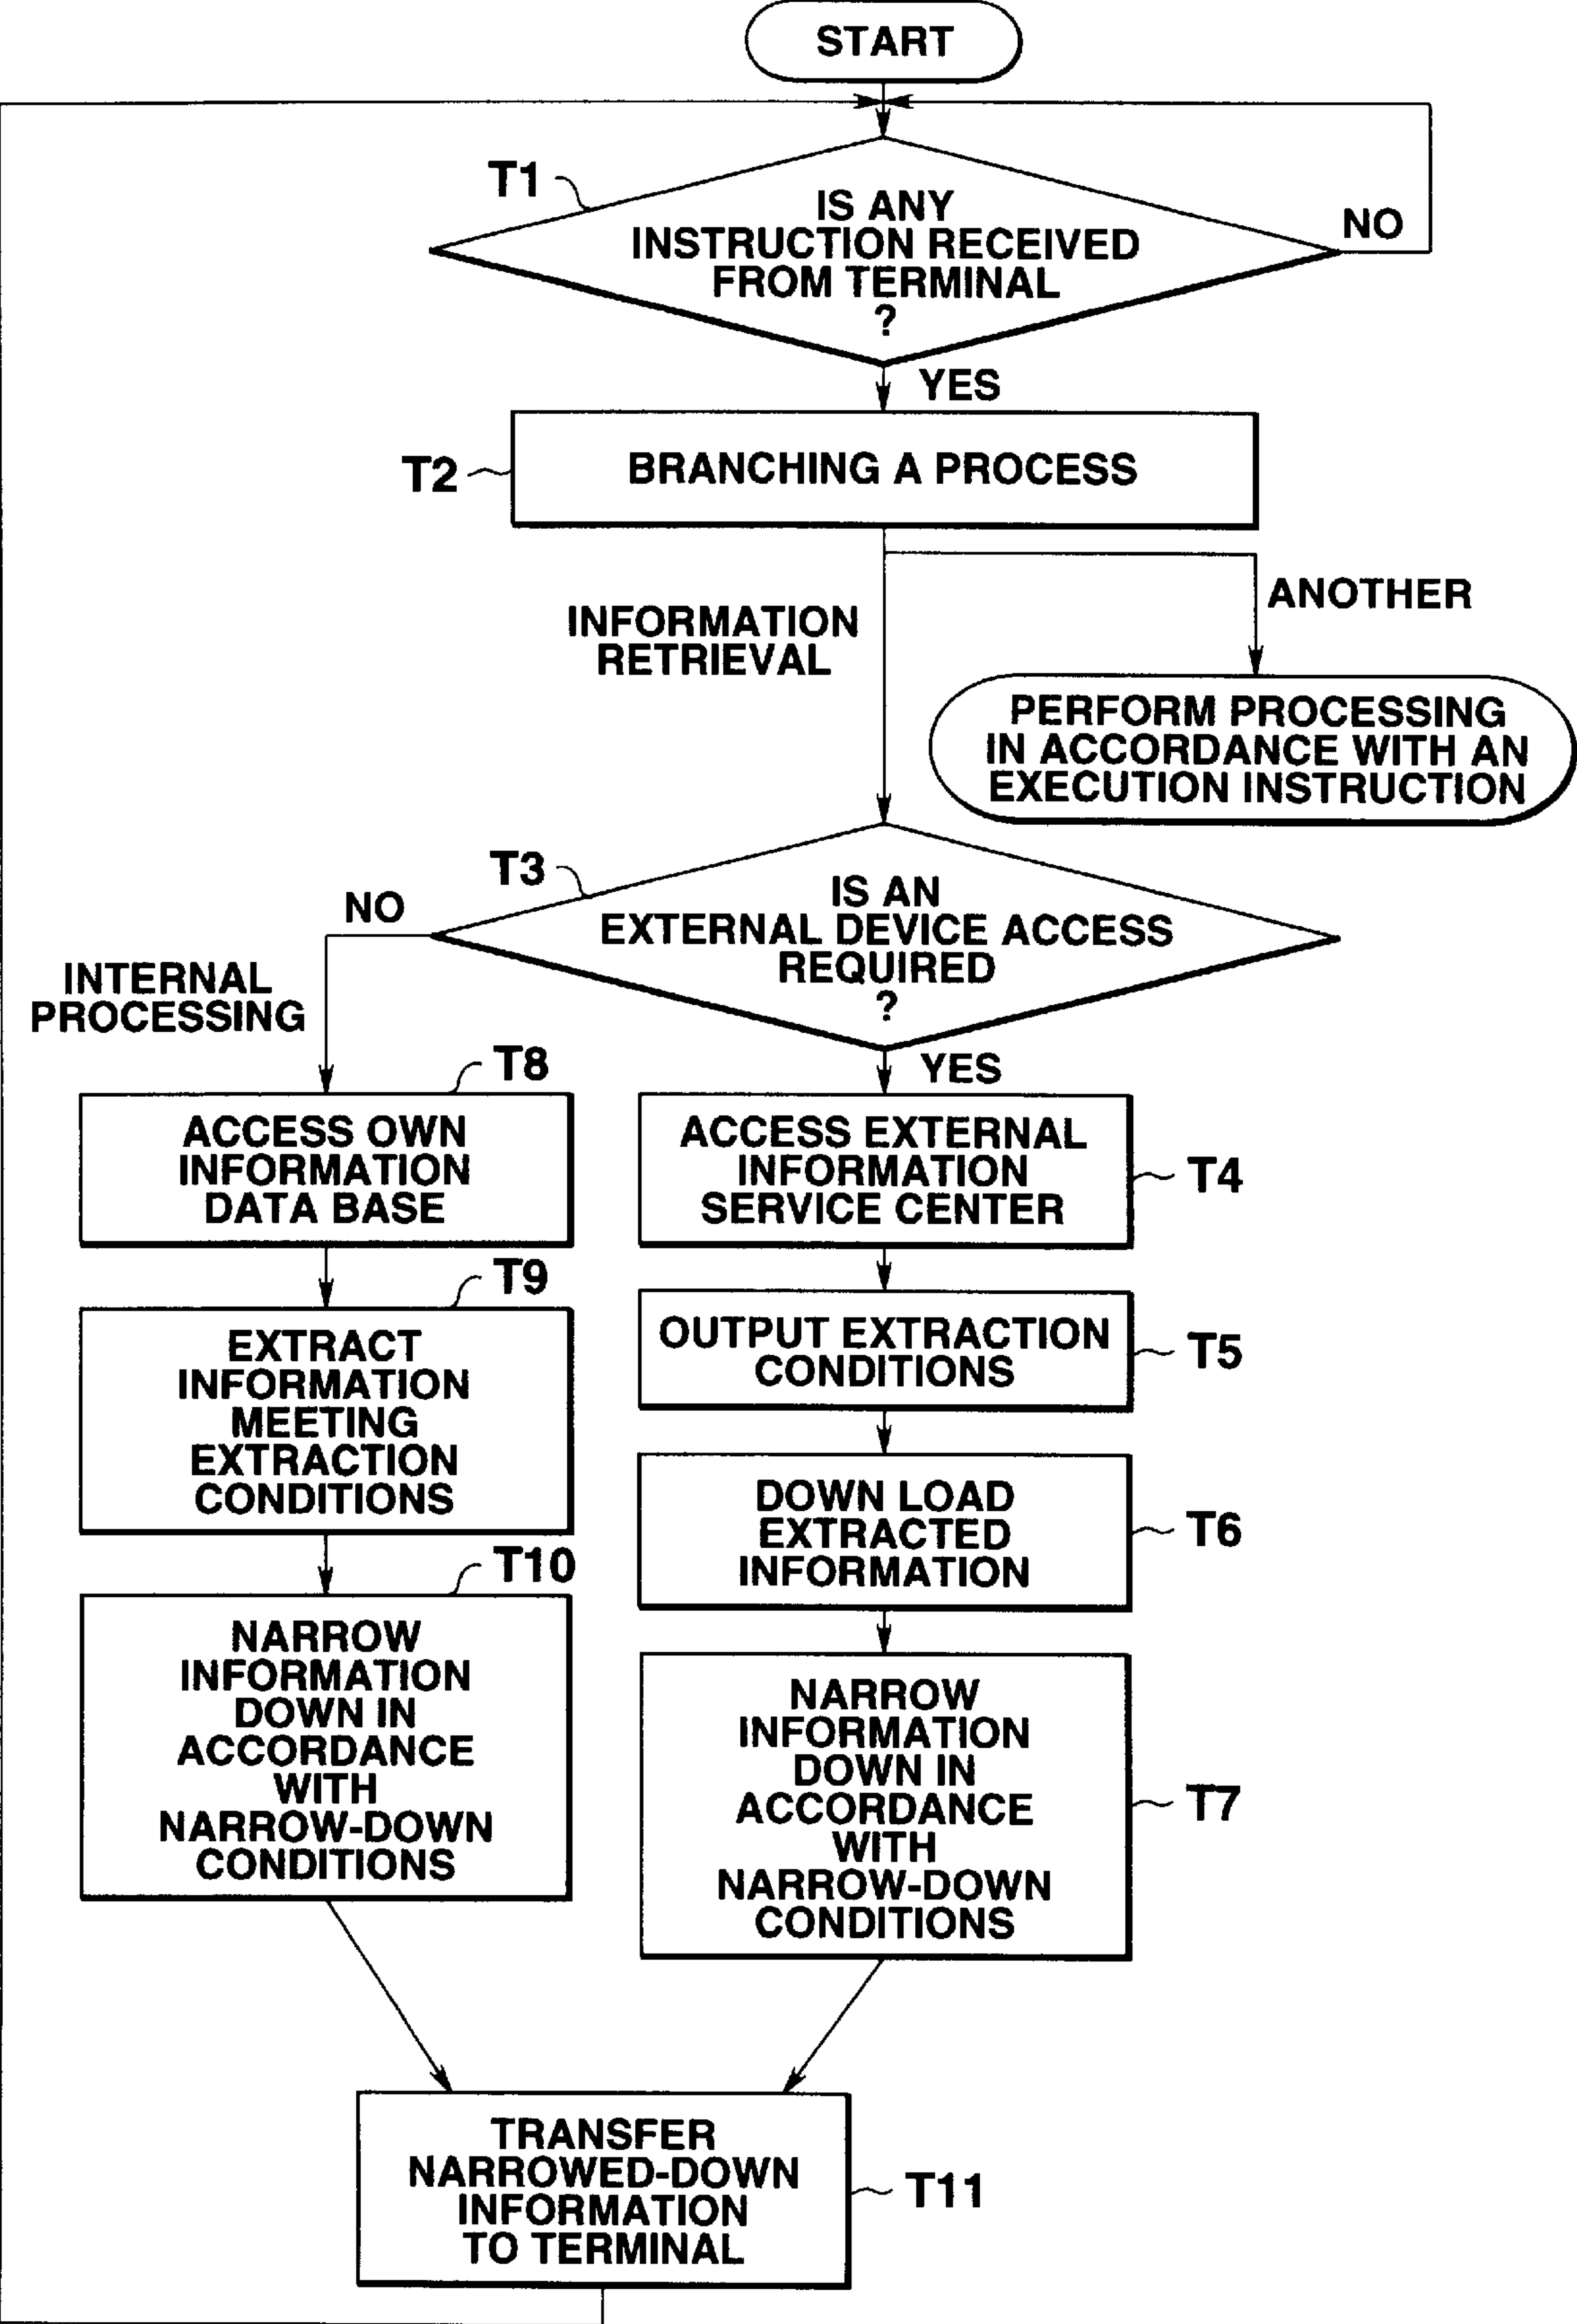 START
T1
IS ANY
INSTRUCTION RECEIVED
FROM TERMINAL
?
NO
YES
T2
BRANCHING A PROCESS
INFORMATION
RETRIEVAL
ANOTHER
PERFORM PROCESSING
IN ACCORDANCE WITH AN
EXECUTION INSTRUCTION
T3
IS AN
EXTERNAL DEVICE ACCESS
REQUIRED
?
NO
INTERNAL
PROCESSING
YES
T8
ACCESS OWN
INFORMATION
DATA BASE
ACCESS EXTERNAL
INFORMATION
SERVICE CENTER
T4
T9
EXTRACT
INFORMATION
MEETING
EXTRACTION
CONDITIONS
OUTPUT EXTRACTION
CONDITIONS
T5
DOWN LOAD
EXTRACTED
INFORMATION
T6
T10
NARROW
INFORMATION
DOWN IN
ACCORDANCE
WITH
NARROW-DOWN
CONDITIONS
NARROW
INFORMATION
DOWN IN
ACCORDANCE
WITH
NARROW-DOWN
CONDITIONS
T7
TRANSFER
NARROWED-DOWN
INFORMATION
TO TERMINAL
T11